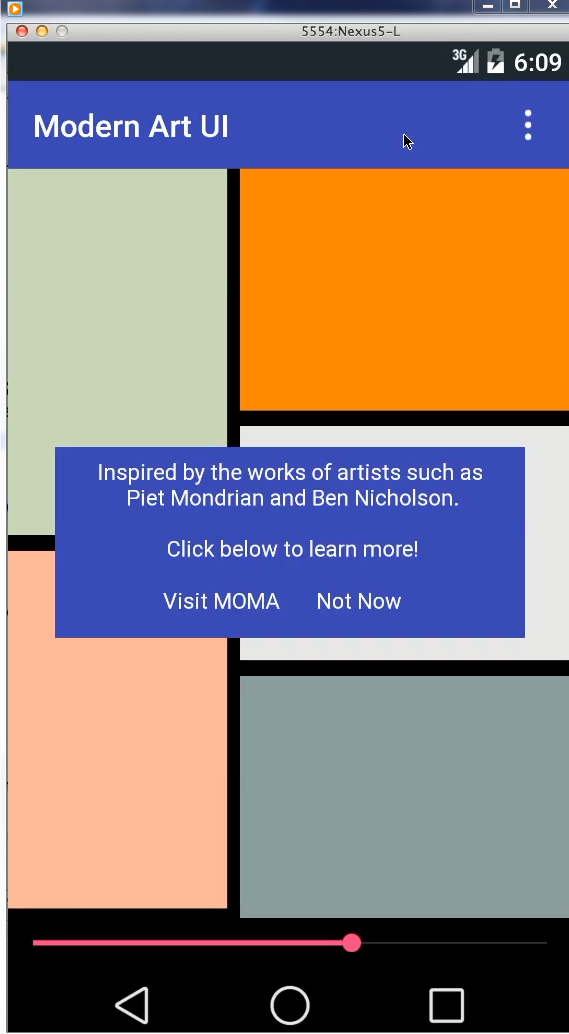 5554:Nexus5-L
3G 6:09
Modern Art UI
Inspired by the works of artists such as
Piet Mondrian and Ben Nicholson.
Click below to learn more!
Visit MOMA Not Now